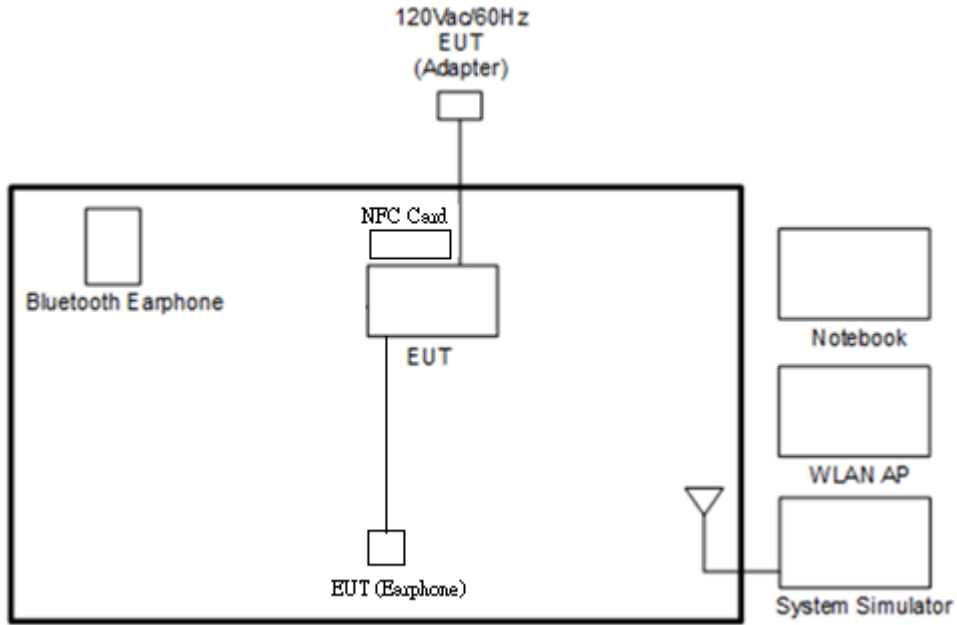 120Vac/60Hz
EUT
(Adapter)
NFC Card
Bluetooth Earphone
EUT
Notebook
WLAN AP
EUT (Earphone)
System Simulator